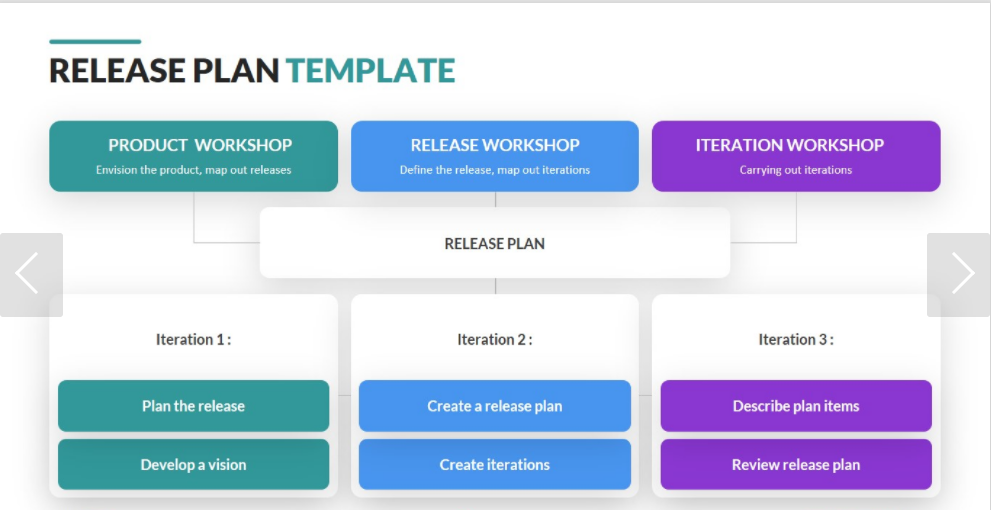 RELEASE PLAN TEMPLATE
PRODUCT WORKSHOP
Envision the product, map out releases
RELEASE WORKSHOP
Define the release, map out iterations
ITERATION WORKSHOP
Carrying out iterations
RELEASE PLAN
Iteration 1 :
Plan the release
Develop a vision
Iteration 2 :
Create a release plan
Create iterations
Iteration 3 :
Describe plan items
Review release plan